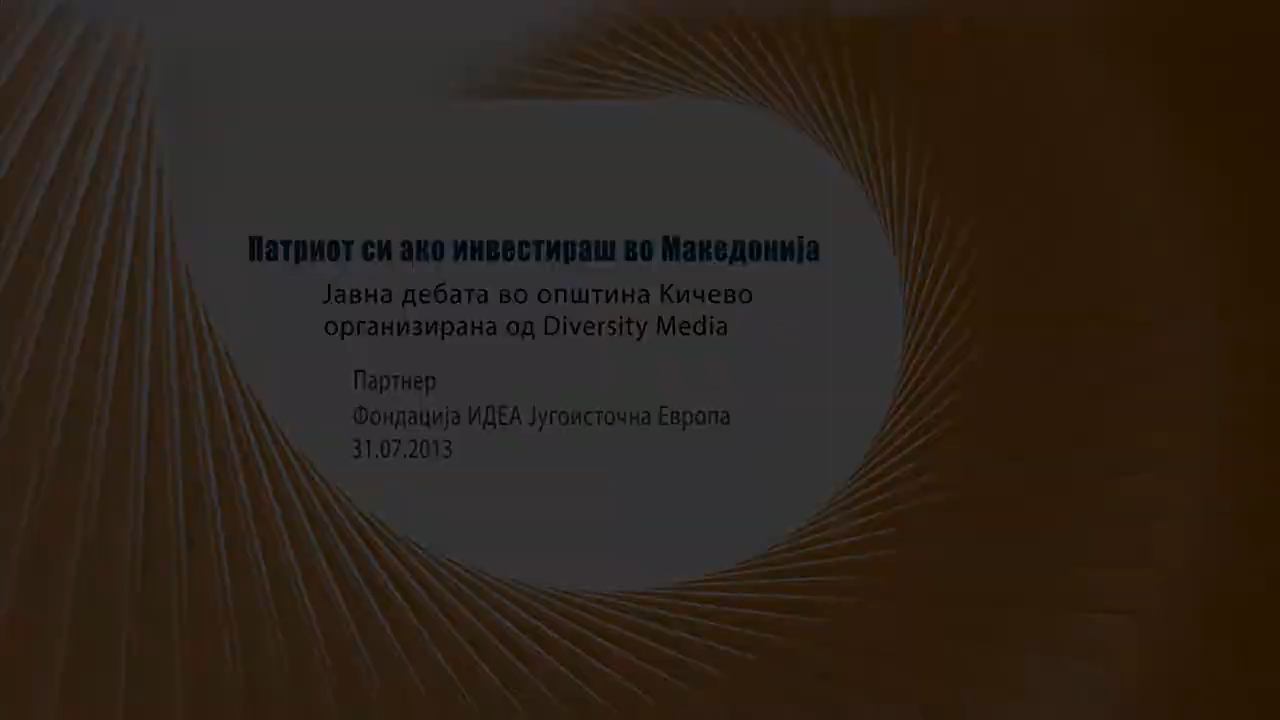 Патриот си ако инвестираш во Македонија
Јавна дебата во општина Кичево
организирана од Diversity Media
Партнер
Фондација ИДЕА Југоисточна Европа
31.07.2013